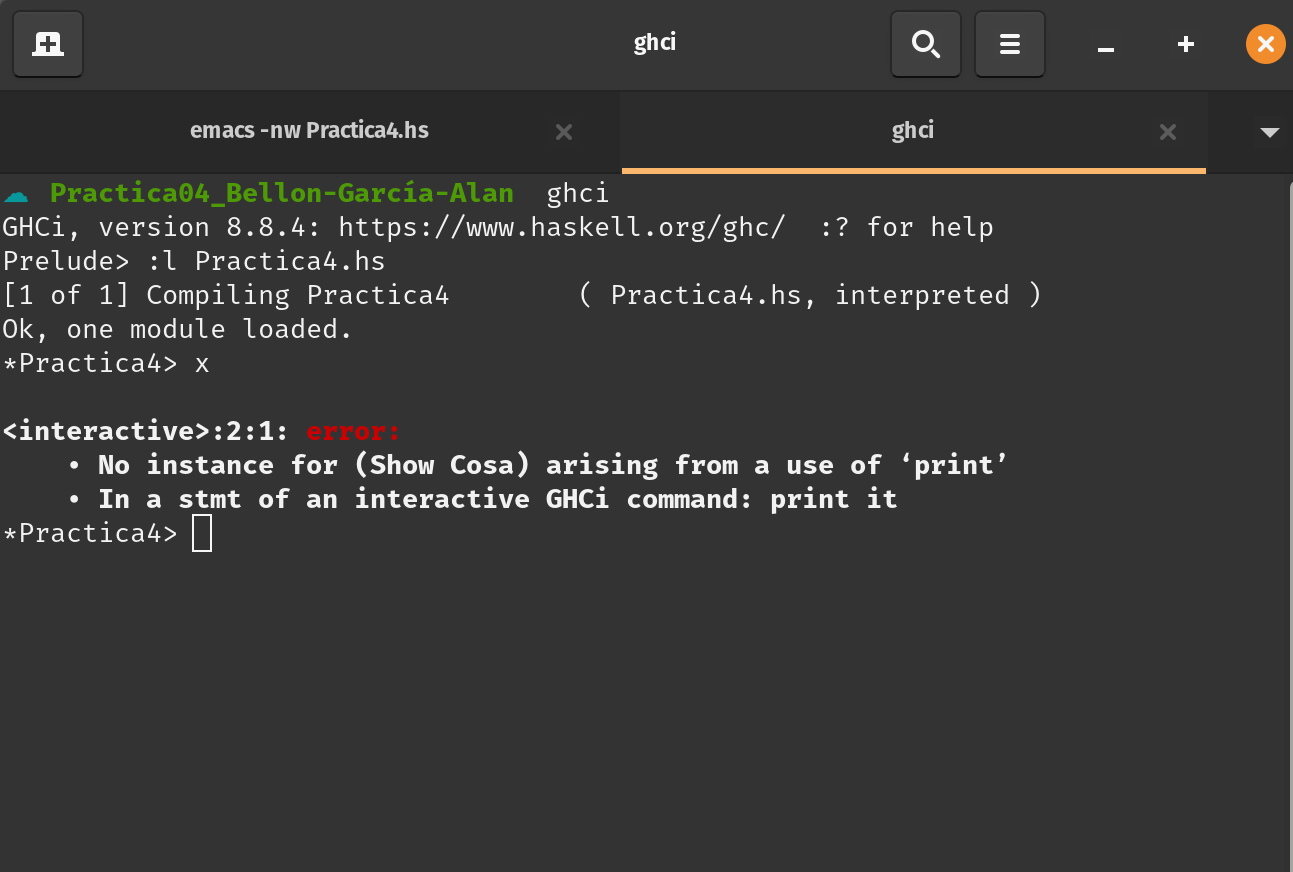 ghci
emacs -nw Practica4.hs
ghci
Practica04_Bellon-García-Alan  ghci
GHCi, version 8.8.4: https://www.haskell.org/ghc/  :? for help
Prelude> :l Practica4.hs
[1 of 1] Compiling Practica4        ( Practica4.hs, interpreted )
Ok, one module loaded.
*Practica4> x
<interactive>:2:1: error:
    • No instance for (Show Cosa) arising from a use of ‘print’
    • In a stmt of an interactive GHCi command: print it
*Practica4>